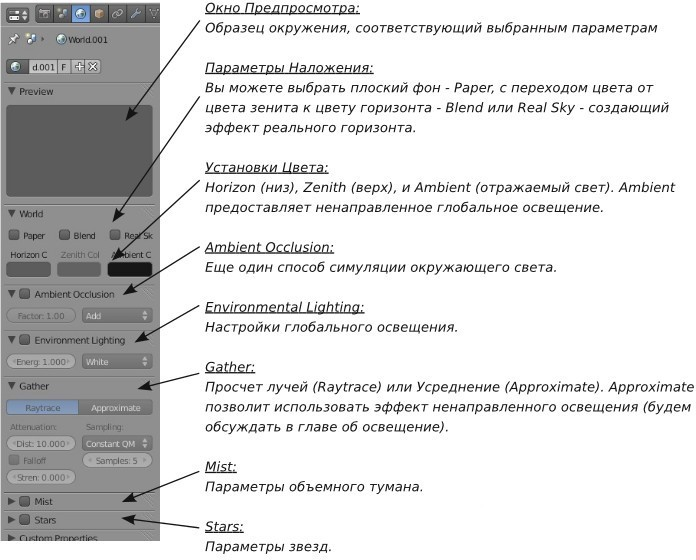 World.001
d.001 F
Preview
World
Paper Blend Real Sk
Horizon C Zenith Col Ambient C
Ambient Occlusion
Factor: 1.00 Add
Environment Lighting
Energ: 1.000 White
Gather
Raytrace Approximate
Attenuation: Sampling:
Dist: 10.000 Constant QM
Falloff Samples: 5
Stren: 0.000
Mist
Stars
Custom Properties
Окно Предпросмотра:
Образец окружения, соответствующий выбранным параметрам
Параметры Наложения:
Вы можете выбрать плоский фон - Paper, с переходом цвета от
цвета зенита к цвету горизонта - Blend или Real Sky - создающий
эффект реального горизонта.
Установки Цвета:
Horizon (низ), Zenith (верх), и Ambient (отражаемый свет). Ambient
предоставляет ненаправленное глобальное освещение.
Ambient Occlusion:
Еще один способ симуляции окружающего света.
Environmental Lighting:
Настройки глобального освещения.
Gather:
Просчет лучей (Raytrace) или Усреднение (Approximate). Approximate
позволит использовать эффект ненаправленного освещения (будем
обсуждать в главе об освещение).
Mist:
Параметры объемного тумана.
Stars:
Параметры звезд.